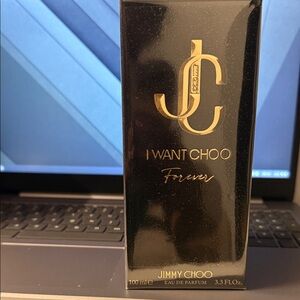 JC
I WANT CHOO
Forever
JIMMY CHOO
100 ml e EAU DE PARFUM 3.3 FL.OZ.